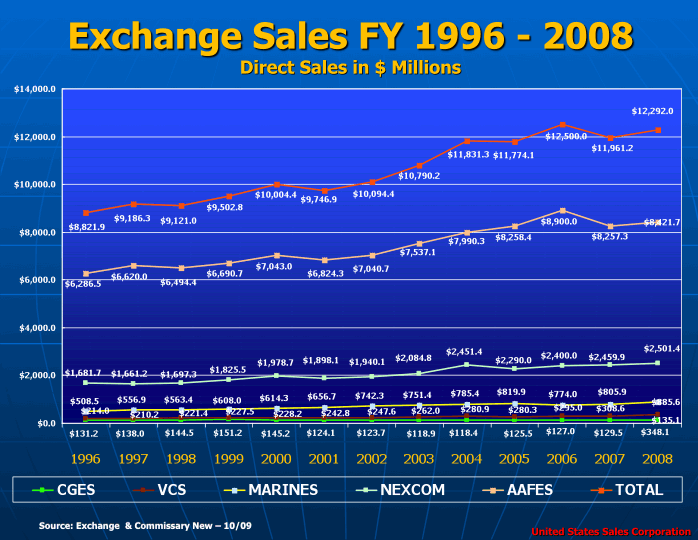 Exchange Sales FY 1996 - 2008
Direct Sales in $ Millions
$14,000.0
$12,000.0
$10,000.0
$8,000.0
$6,000.0
$4,000.0
$2,000.0
$0.0
$8,821.9 $9,186.3 $9,121.0 $9,502.8 $10,004.4 $9,746.9 $10,094.4 $10,790.2 $11,831.3 $11,774.1 $12,500.0 $11,961.2 $12,292.0
$6,286.5 $6,620.0 $6,494.4 $6,690.7 $7,043.0 $6,824.3 $7,040.7 $7,537.1 $7,990.3 $8,258.4 $8,900.0 $8,257.3 $8,421.7
$1,681.7 $1,661.2 $1,697.3 $1,825.5 $1,978.7 $1,898.1 $1,940.1 $2,084.8 $2,451.4 $2,290.0 $2,400.0 $2,459.9 $2,501.4
$508.5 $556.9 $563.4 $608.0 $614.3 $656.7 $742.3 $751.4 $785.4 $819.9 $774.0 $805.9 $885.6
$214.0 $210.2 $221.4 $227.5 $228.2 $242.8 $247.6 $262.0 $280.9 $280.3 $295.0 $308.6 $135.1
$131.2 $138.0 $144.5 $151.2 $145.2 $124.1 $123.7 $118.9 $118.4 $125.5 $127.0 $129.5 $348.1
1996 1997 1998 1999 2000 2001 2002 2003 2004 2005 2006 2007 2008
CGES VCS MARINES NEXCOM AAFES TOTAL
Source: Exchange & Commissary New – 10/09
United States Sales Corporation